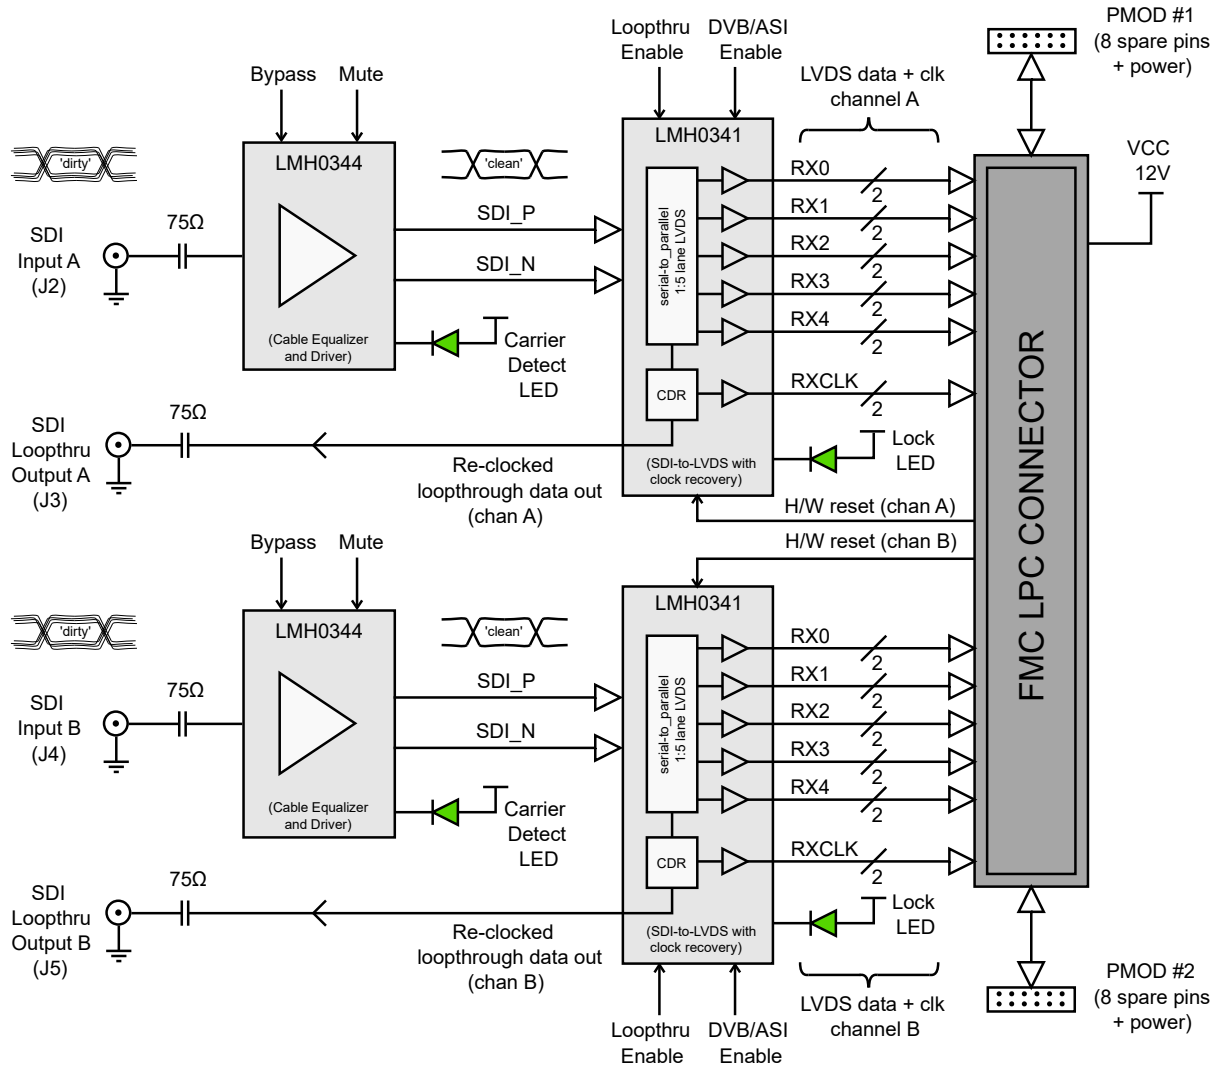 Loopthru
Enable
DVB/ASI
Enable
PMOD #1
(8 spare pins
+ power)
Bypass
Mute
LVDS data + clk
channel A
LMH0341
VCC
12V
'dirty'
LMH0344
'clean'
RX0
2
SDI
Input A
(J2)
75Ω
SDI_P
SDI_N
serial-to_parallel
1:5 lane LVDS
RX1
2
RX2
2
RX3
2
RX4
2
(Cable Equalizer
and Driver)
Carrier
Detect
LED
CDR
RXCLK
2
SDI
Loopthru
Output A
(J3)
75Ω
Re-clocked
loopthrough data out
(chan A)
(SDI-to-LVDS with
clock recovery)
Lock
LED
H/W reset (chan A)
FMC LPC CONNECTOR
H/W reset (chan B)
Bypass
Mute
LMH0341
'dirty'
LMH0344
'clean'
RX0
2
SDI
Input B
(J4)
75Ω
SDI_P
SDI_N
serial-to_parallel
1:5 lane LVDS
RX1
2
RX2
2
RX3
2
RX4
2
(Cable Equalizer
and Driver)
Carrier
Detect
LED
CDR
RXCLK
2
SDI
Loopthru
Output B
(J5)
75Ω
Re-clocked
loopthrough data out
(chan B)
(SDI-to-LVDS with
clock recovery)
Lock
LED
PMOD #2
(8 spare pins
+ power)
LVDS data + clk
channel B
Loopthru
Enable
DVB/ASI
Enable